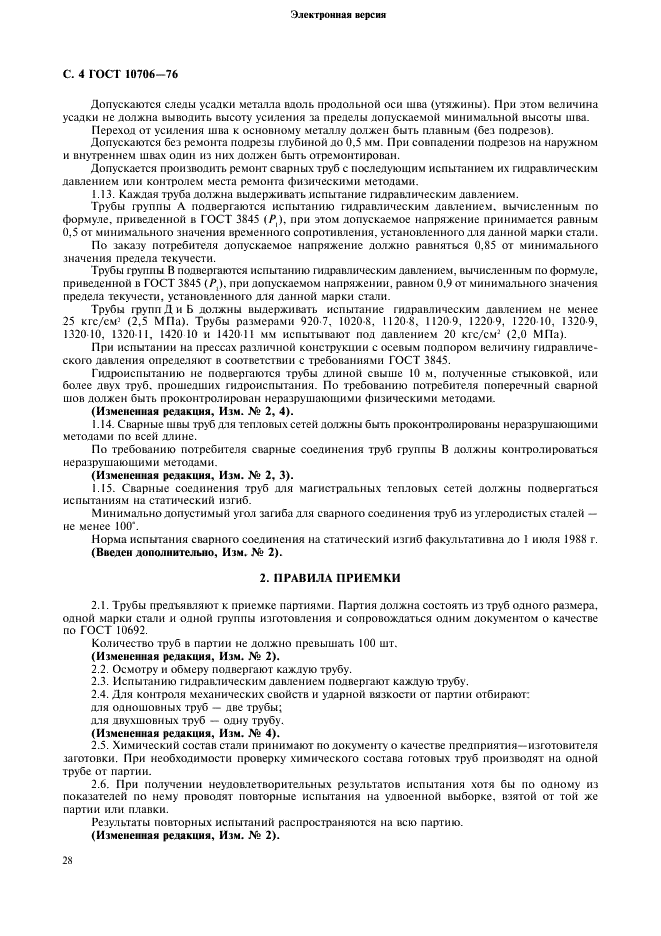 Электронная версия
С. 4 ГОСТ 10706—76
Допускаются следы усадки металла вдоль продольной оси шва (утяжины). При этом величина
усадки не должна выводить высоту усиления за пределы допускаемой минимальной высоты шва.
Переход от усиления шва к основному металлу должен быть плавным (без подрезов).
Допускаются без ремонта подрезы глубиной до 0,5 мм. При совпадении подрезов на наружном
и внутреннем швах один из них должен быть отремонтирован.
Допускается производить ремонт сварных труб с последующим испытанием их гидравлическим
давлением или контролем места ремонта физическими методами.
1.13. Каждая труба должна выдерживать испытание гидравлическим давлением.
Трубы группы А подвергаются испытанию гидравлическим давлением, вычисленным по
формуле, приведенной в ГОСТ 3845 (P₁), при этом допускаемое напряжение принимается равным
0,5 от минимального значения временного сопротивления, установленного для данной марки стали.
По заказу потребителя допускаемое напряжение должно равняться 0,85 от минимального
значения предела текучести.
Трубы группы В подвергаются испытанию гидравлическим давлением, вычисленным по формуле,
приведенной в ГОСТ 3845 (P₁), при допускаемом напряжении, равном 0,9 от минимального значения
предела текучести, установленного для данной марки стали.
Трубы групп Д и Б должны выдерживать испытание гидравлическим давлением не менее
25 кгс/см² (2,5 МПа). Трубы размерами 920·7, 1020·8, 1120·8, 1120·9, 1220·9, 1220·10, 1320·9,
1320·10, 1320·11, 1420·10 и 1420·11 мм испытывают под давлением 20 кгс/см² (2,0 МПа).
При испытании на прессах различной конструкции с осевым подпором величину гидравличе-
ского давления определяют в соответствии с требованиями ГОСТ 3845.
Гидроиспытанию не подвергаются трубы длиной свыше 10 м, полученные стыковкой, или
более двух труб, прошедших гидроиспытания. По требованию потребителя поперечный сварной
шов должен быть проконтролирован неразрушающими физическими методами.
(Измененная редакция, Изм. № 2, 4).
1.14. Сварные швы труб для тепловых сетей должны быть проконтролированы неразрушающими
методами по всей длине.
По требованию потребителя сварные соединения труб группы В должны контролироваться
неразрушающими методами.
(Измененная редакция, Изм. № 2, 3).
1.15. Сварные соединения труб для магистральных тепловых сетей должны подвергаться
испытаниям на статический изгиб.
Минимально допустимый угол загиба для сварного соединения труб из углеродистых сталей —
не менее 100°.
Норма испытания сварного соединения на статический изгиб факультативна до 1 июля 1988 г.
(Введен дополнительно, Изм. № 2).
2. ПРАВИЛА ПРИЕМКИ
2.1. Трубы предъявляют к приемке партиями. Партия должна состоять из труб одного размера,
одной марки стали и одной группы изготовления и сопровождаться одним документом о качестве
по ГОСТ 10692.
Количество труб в партии не должно превышать 100 шт.
(Измененная редакция, Изм. № 2).
2.2. Осмотру и обмеру подвергают каждую трубу.
2.3. Испытанию гидравлическим давлением подвергают каждую трубу.
2.4. Для контроля механических свойств и ударной вязкости от партии отбирают:
для одношовных труб — две трубы;
для двухшовных труб — одну трубу.
(Измененная редакция, Изм. № 4).
2.5. Химический состав стали принимают по документу о качестве предприятия—изготовителя
заготовки. При необходимости проверку химического состава готовых труб производят на одной
трубе от партии.
2.6. При получении неудовлетворительных результатов испытания хотя бы по одному из
показателей по нему проводят повторные испытания на удвоенной выборке, взятой от той же
партии или плавки.
Результаты повторных испытаний распространяются на всю партию.
(Измененная редакция, Изм. № 2).
28